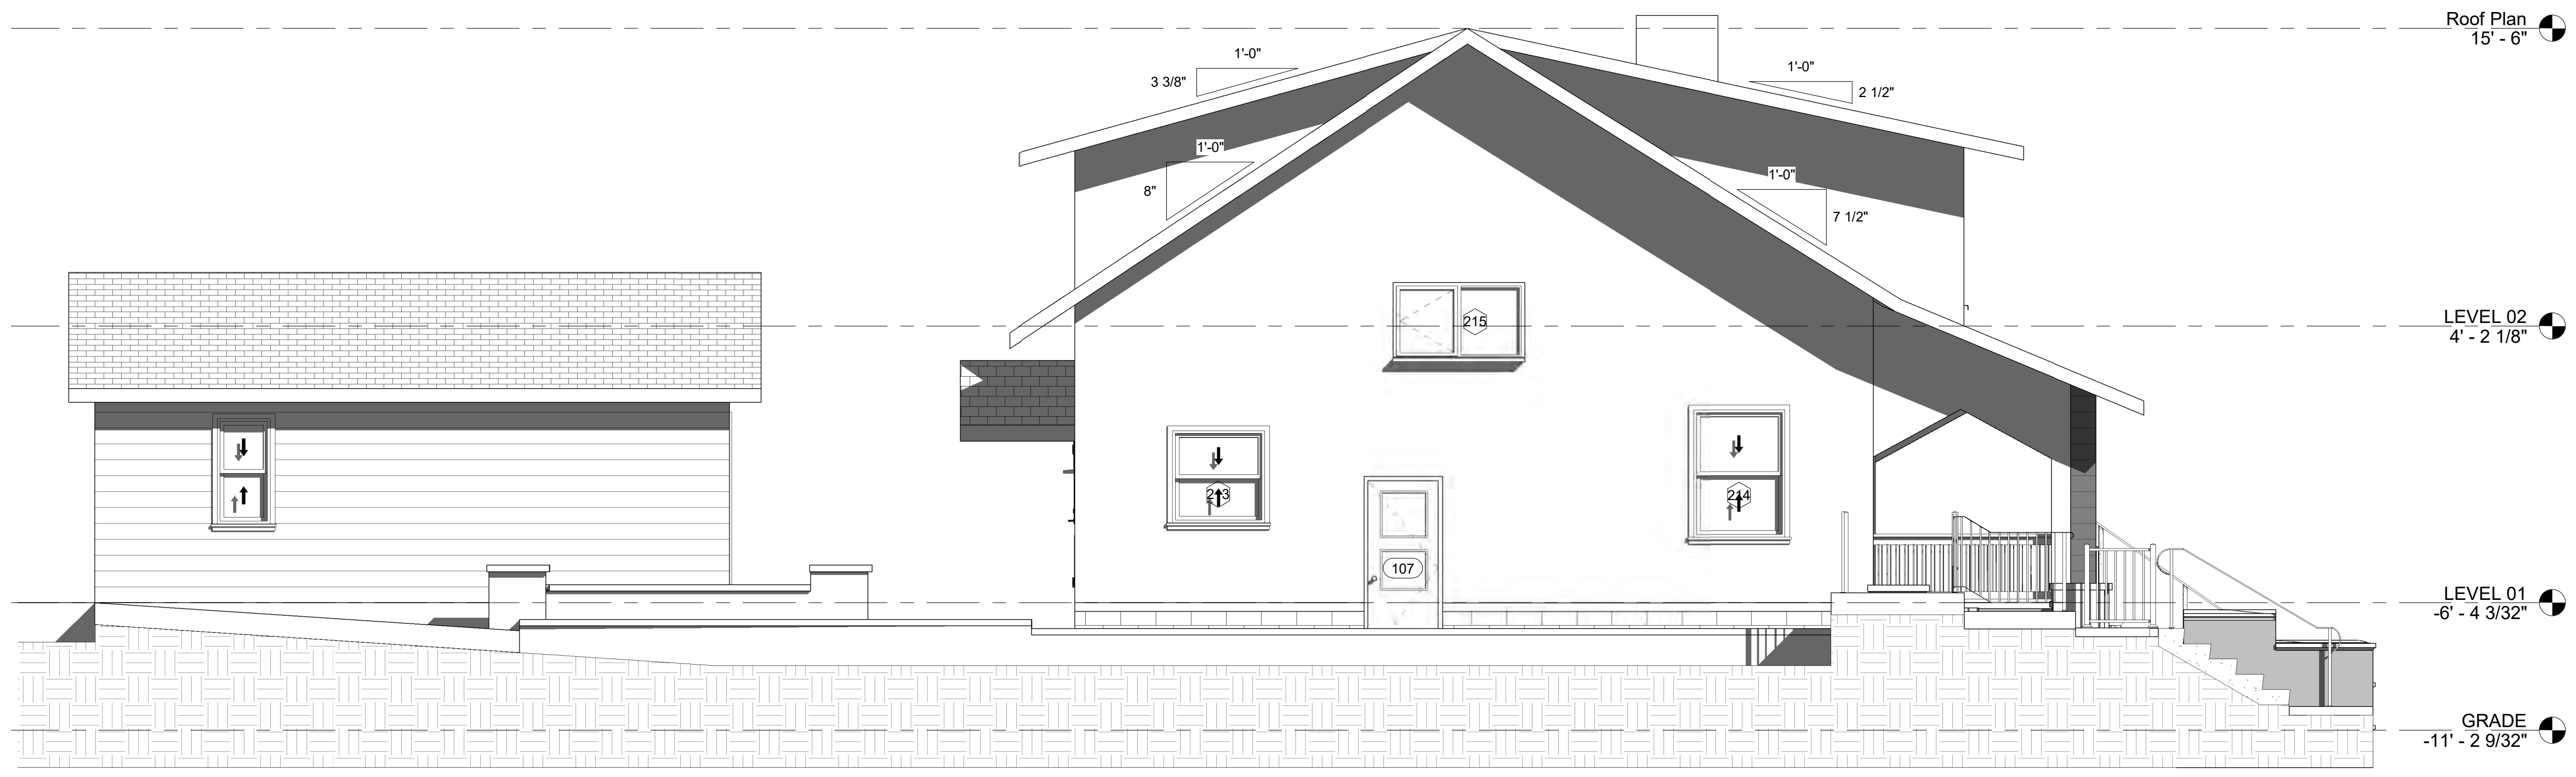 Roof Plan
15' - 6"
1'-0"
3 3/8"
1'-0"
2 1/2"
1'-0"
8"
1'-0"
7 1/2"
215
LEVEL 02
4' - 2 1/8"
213
214
107
LEVEL 01
-6' - 4 3/32"
GRADE
-11' - 2 9/32"